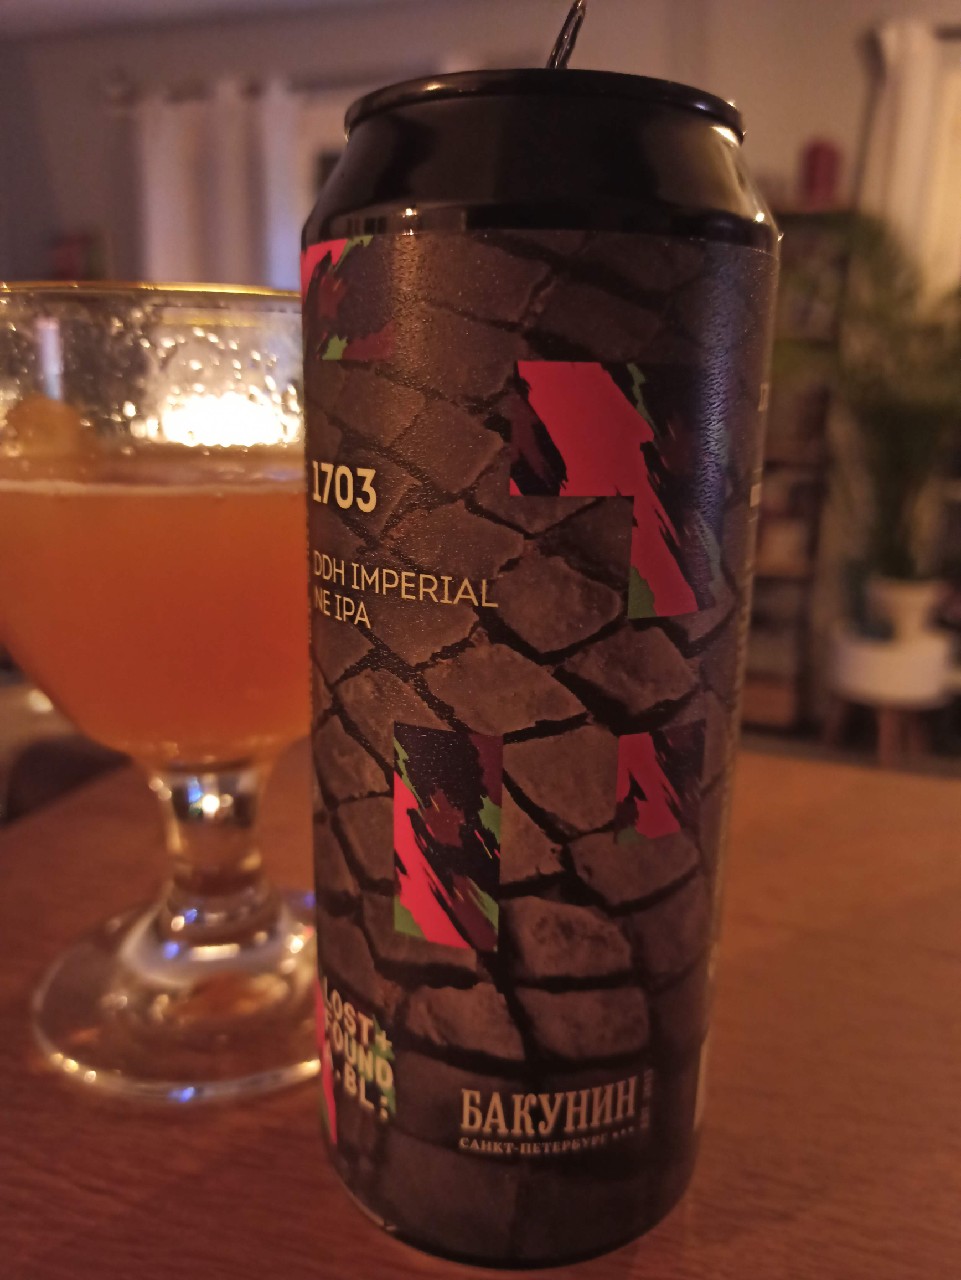 1703
DDH IMPERIAL
NE IPA
LOST+
FOUND
.BL:
БАКУНИН
САНКТ-ПЕТЕРБУРГ